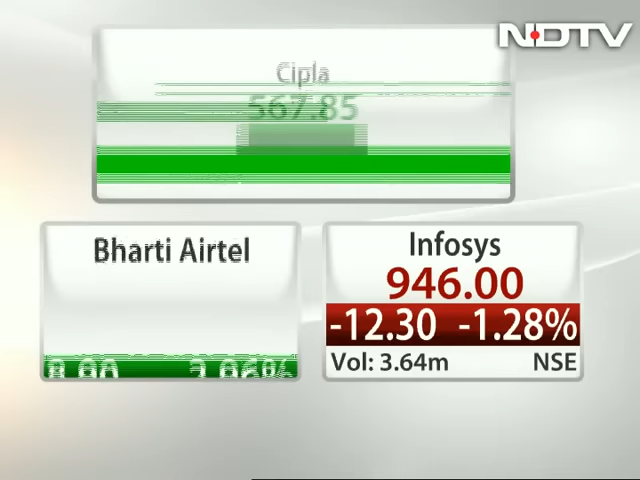 NDTV
Cipla
567.85
Bharti Airtel
Infosys
946.00
-12.30 -1.28%
Vol: 3.64m NSE